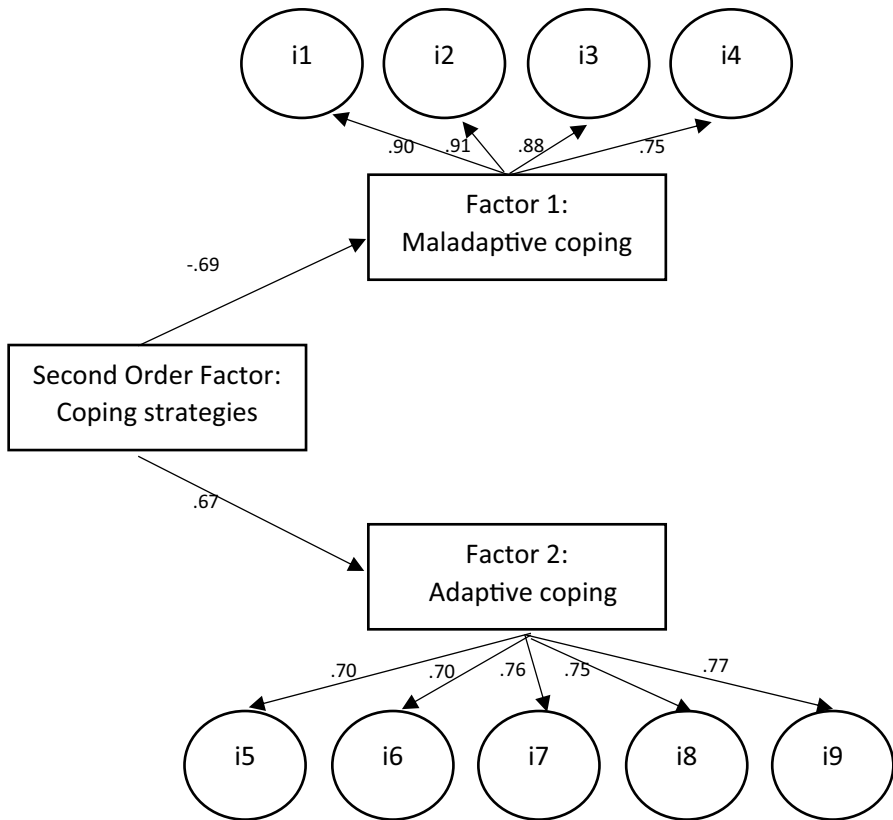 i1 i2 i3 i4
.90 .91 .88 .75
Factor 1:
Maladaptive coping
-.69
Second Order Factor:
Coping strategies
.67
Factor 2:
Adaptive coping
.70 .70 .76 .75 .77
i5 i6 i7 i8 i9